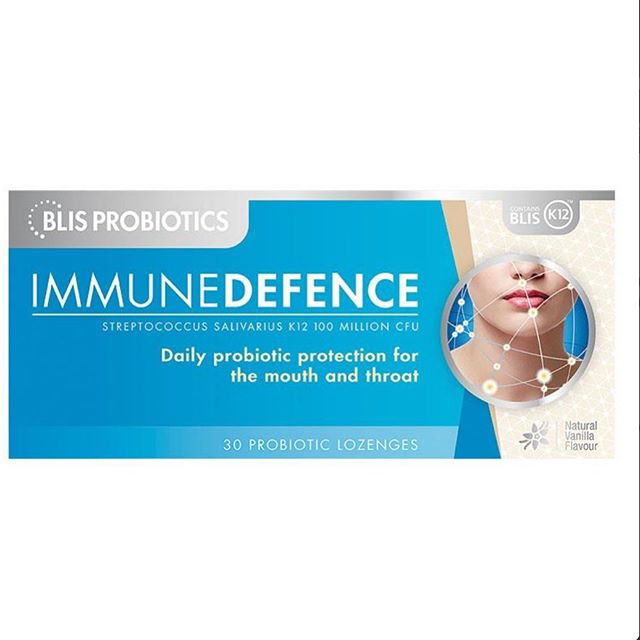 BLIS PROBIOTICS
CONTAINS
BLIS K12™
IMMUNEDEFENCE
STREPTOCOCCUS SALIVARIUS K12 100 MILLION CFU
Daily probiotic protection for
the mouth and throat
30 PROBIOTIC LOZENGES
Natural
Vanilla
Flavour